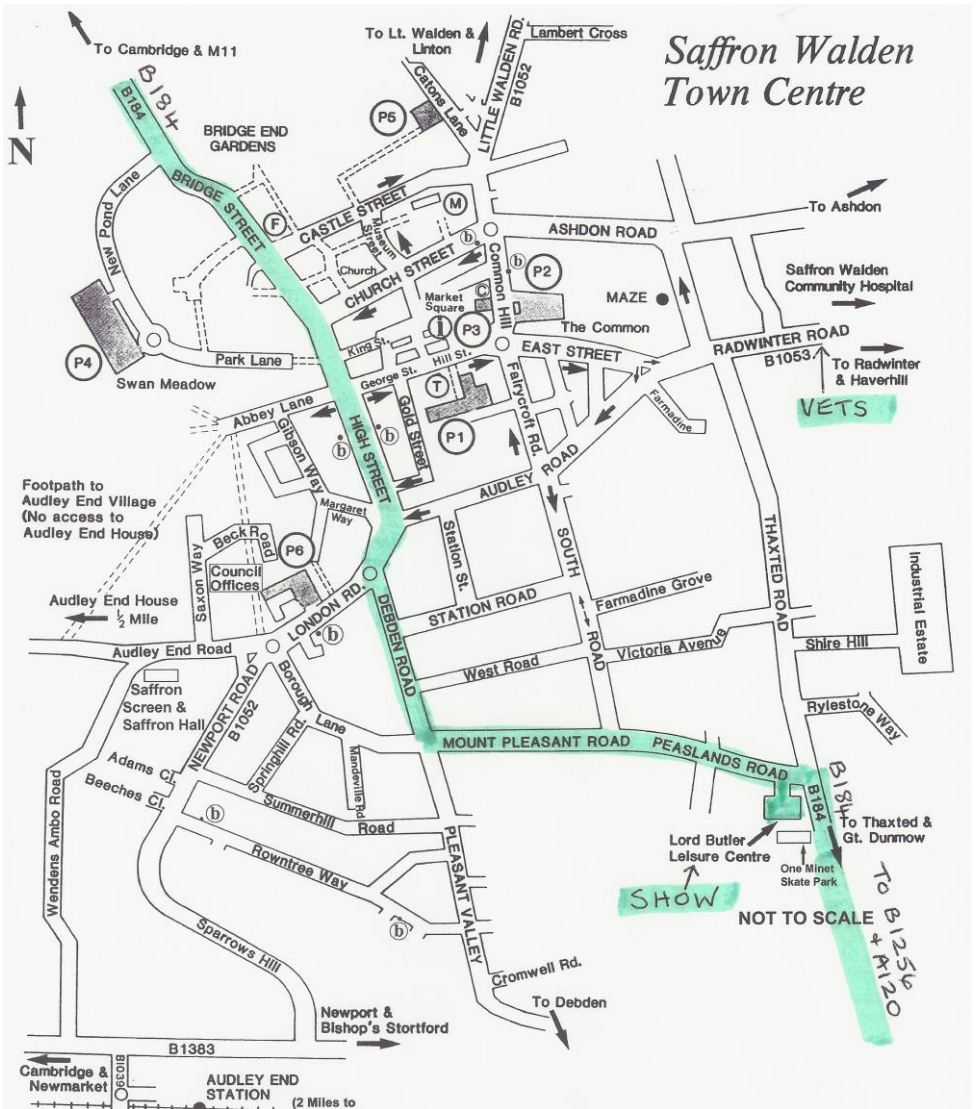 Saffron Walden
Town Centre
To Cambridge & M11
B184
B184
N
To Lt. Walden &
Linton
LITTLE WALDEN RD.
B1052
Lambert Cross
Catons Lane
P5
BRIDGE END
GARDENS
New Pond Lane
BRIDGE STREET
F
CASTLE STREET
M
Museum
Street
Church
CHURCH STREET
b
Common Hill
b
P2
C
Market
Square
i
P3
ASHDON ROAD
To Ashdon
MAZE
The Common
Saffron Walden
Community Hospital
RADWINTER ROAD
B1053
To Radwinter
& Haverhill
VETS
EAST STREET
P4
Swan Meadow
Park Lane
King St.
Hill St.
George St.
T
P1
Gold Street
Fairycroft Rd.
Farmadine
Abbey Lane
Gibson Way
HIGH STREET
b
b
Margaret
Way
AUDLEY ROAD
Footpath to
Audley End Village
(No access to
Audley End House)
Beck Road
Saxon Way
P6
Council
Offices
LONDON RD.
b
Station St.
STATION ROAD
SOUTH ROAD
Farmadine Grove
THAXTED ROAD
Industrial Estate
Audley End House
½ Mile
Audley End Road
DEBDEN ROAD
West Road
Victoria Avenue
Shire Hill
Saffron
Screen &
Saffron Hall
NEWPORT ROAD
B1052
Borough Lane
Springhill Rd.
Mandeville Rd
Rylestone Way
MOUNT PLEASANT ROAD
PEASLANDS ROAD
B184
B184
Adams Cl.
Beeches Cl.
b
Summerhill Road
Rowntree Way
b
PLEASANT VALLEY
Lord Butler
Leisure Centre
One Minet
Skate Park
To Thaxted &
Gt. Dunmow
SHOW
NOT TO SCALE
TO B1256
+ A120
Wendens Ambo Road
Sparrows Hill
Cromwell Rd.
To Debden
Newport &
Bishop's Stortford
B1383
Cambridge &
Newmarket
B1039
AUDLEY END
STATION
(2 Miles to